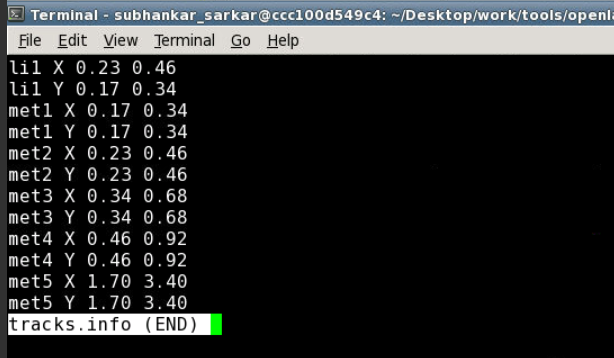 Terminal - subhankar_sarkar@ccc100d549c4: ~/Desktop/work/tools/openla
File Edit View Terminal Go Help
li1 X 0.23 0.46
li1 Y 0.17 0.34
met1 X 0.17 0.34
met1 Y 0.17 0.34
met2 X 0.23 0.46
met2 Y 0.23 0.46
met3 X 0.34 0.68
met3 Y 0.34 0.68
met4 X 0.46 0.92
met4 Y 0.46 0.92
met5 X 1.70 3.40
met5 Y 1.70 3.40
tracks.info (END)